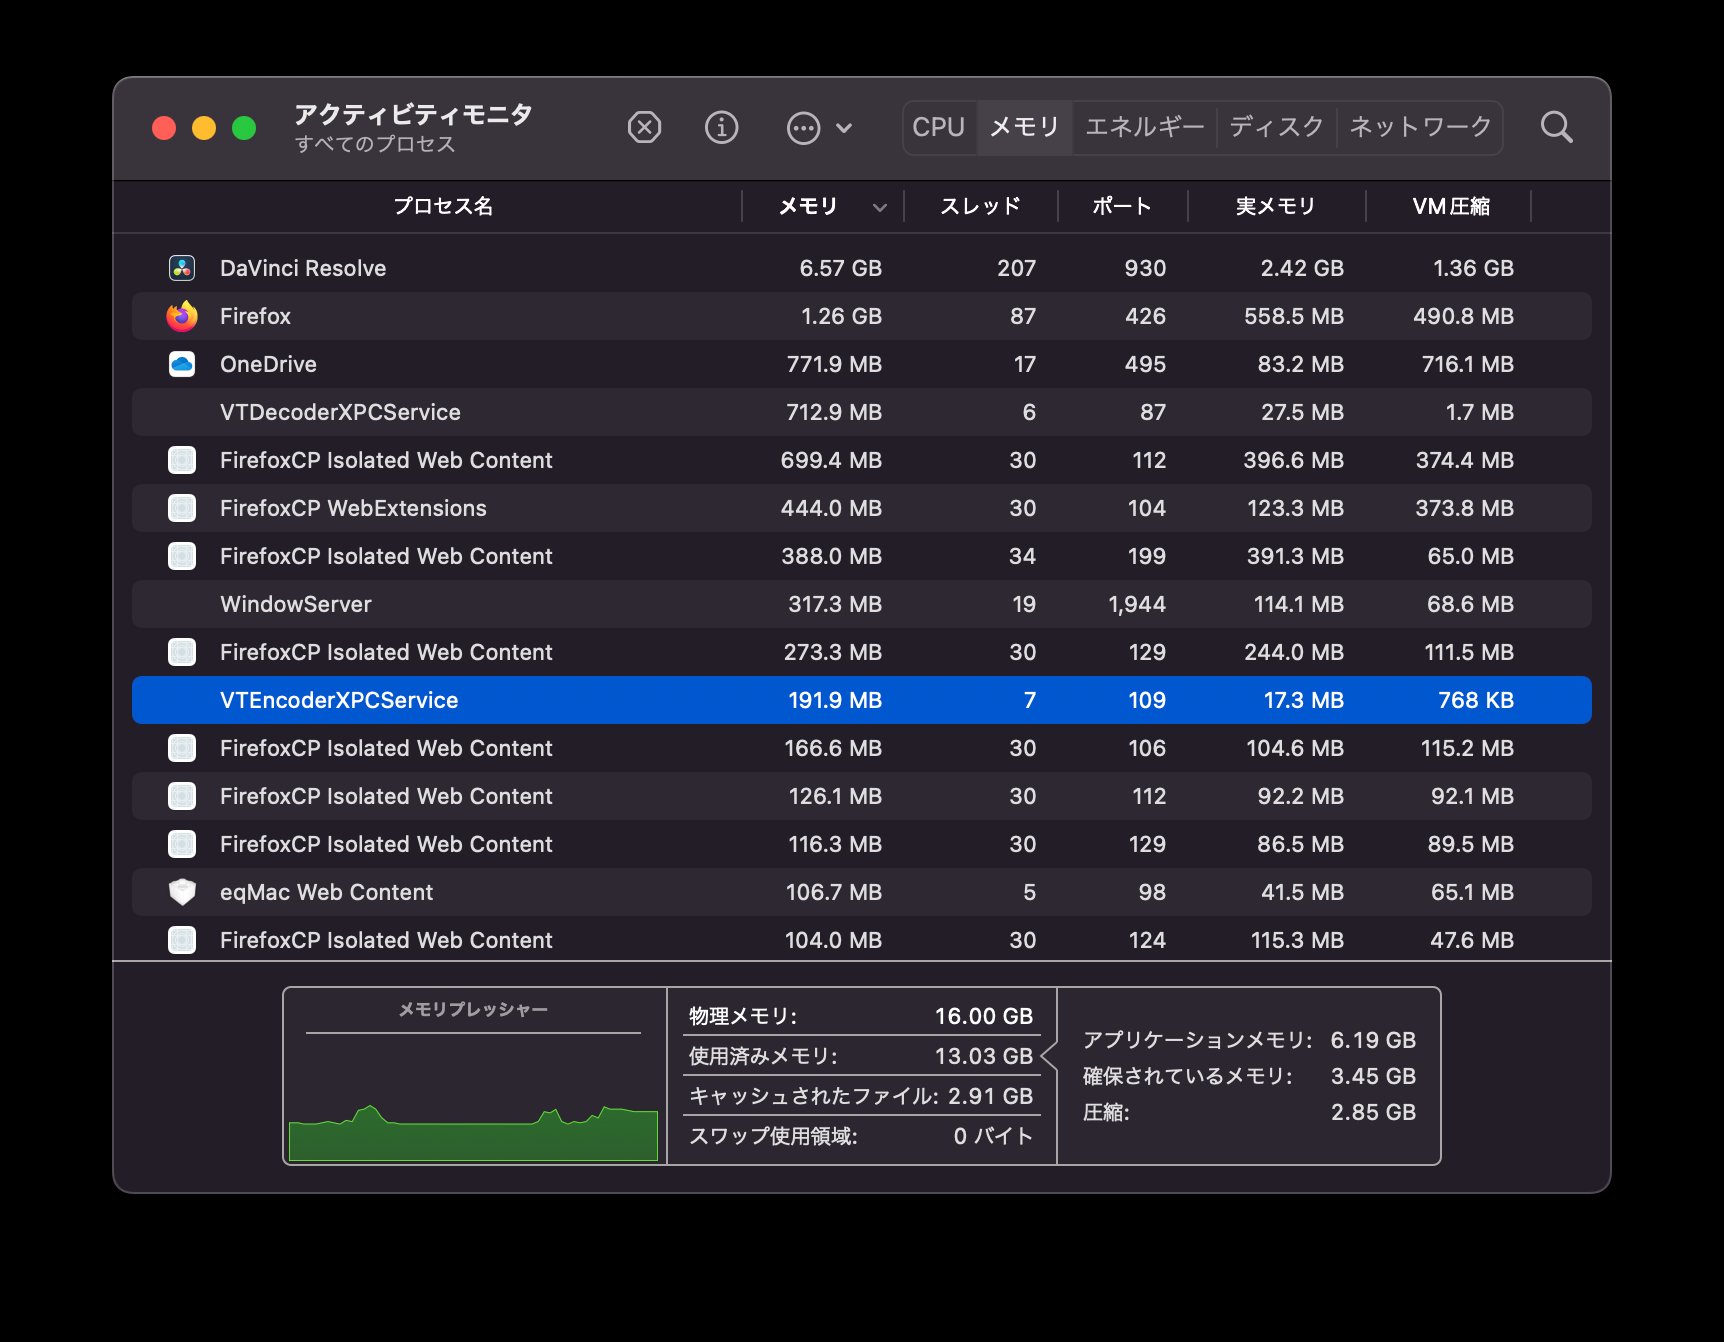 アクティビティモニタ
すべてのプロセス
CPU メモリ エネルギー ディスク ネットワーク
プロセス名 メモリ スレッド ポート 実メモリ VM圧縮
DaVinci Resolve 6.57 GB 207 930 2.42 GB 1.36 GB
Firefox 1.26 GB 87 426 558.5 MB 490.8 MB
OneDrive 771.9 MB 17 495 83.2 MB 716.1 MB
VTDecoderXPCService 712.9 MB 6 87 27.5 MB 1.7 MB
FirefoxCP Isolated Web Content 699.4 MB 30 112 396.6 MB 374.4 MB
FirefoxCP WebExtensions 444.0 MB 30 104 123.3 MB 373.8 MB
FirefoxCP Isolated Web Content 388.0 MB 34 199 391.3 MB 65.0 MB
WindowServer 317.3 MB 19 1,944 114.1 MB 68.6 MB
FirefoxCP Isolated Web Content 273.3 MB 30 129 244.0 MB 111.5 MB
VTEncoderXPCService 191.9 MB 7 109 17.3 MB 768 KB
FirefoxCP Isolated Web Content 166.6 MB 30 106 104.6 MB 115.2 MB
FirefoxCP Isolated Web Content 126.1 MB 30 112 92.2 MB 92.1 MB
FirefoxCP Isolated Web Content 116.3 MB 30 129 86.5 MB 89.5 MB
eqMac Web Content 106.7 MB 5 98 41.5 MB 65.1 MB
FirefoxCP Isolated Web Content 104.0 MB 30 124 115.3 MB 47.6 MB
メモリプレッシャー
物理メモリ: 16.00 GB
使用済みメモリ: 13.03 GB
キャッシュされたファイル: 2.91 GB
スワップ使用領域: 0 バイト
アプリケーションメモリ: 6.19 GB
確保されているメモリ: 3.45 GB
圧縮: 2.85 GB